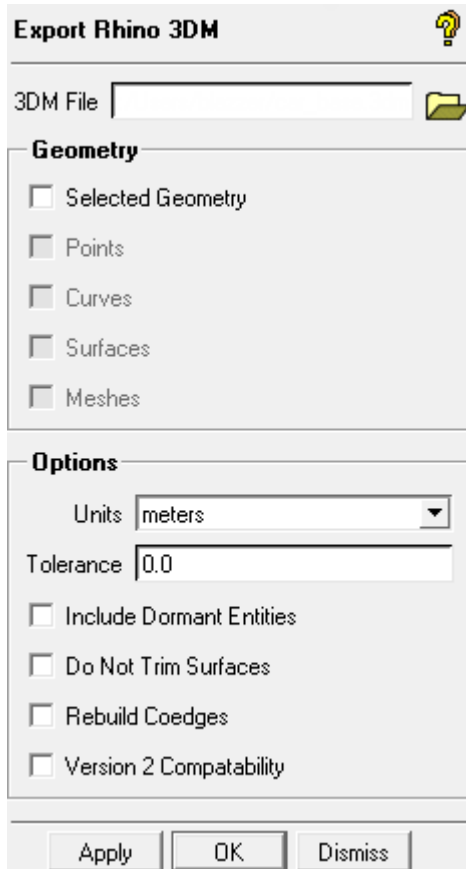 Export Rhino 3DM
3DM File
Geometry
Selected Geometry
Points
Curves
Surfaces
Meshes
Options
Units meters
Tolerance 0.0
Include Dormant Entities
Do Not Trim Surfaces
Rebuild Coedges
Version 2 Compatability
Apply OK Dismiss